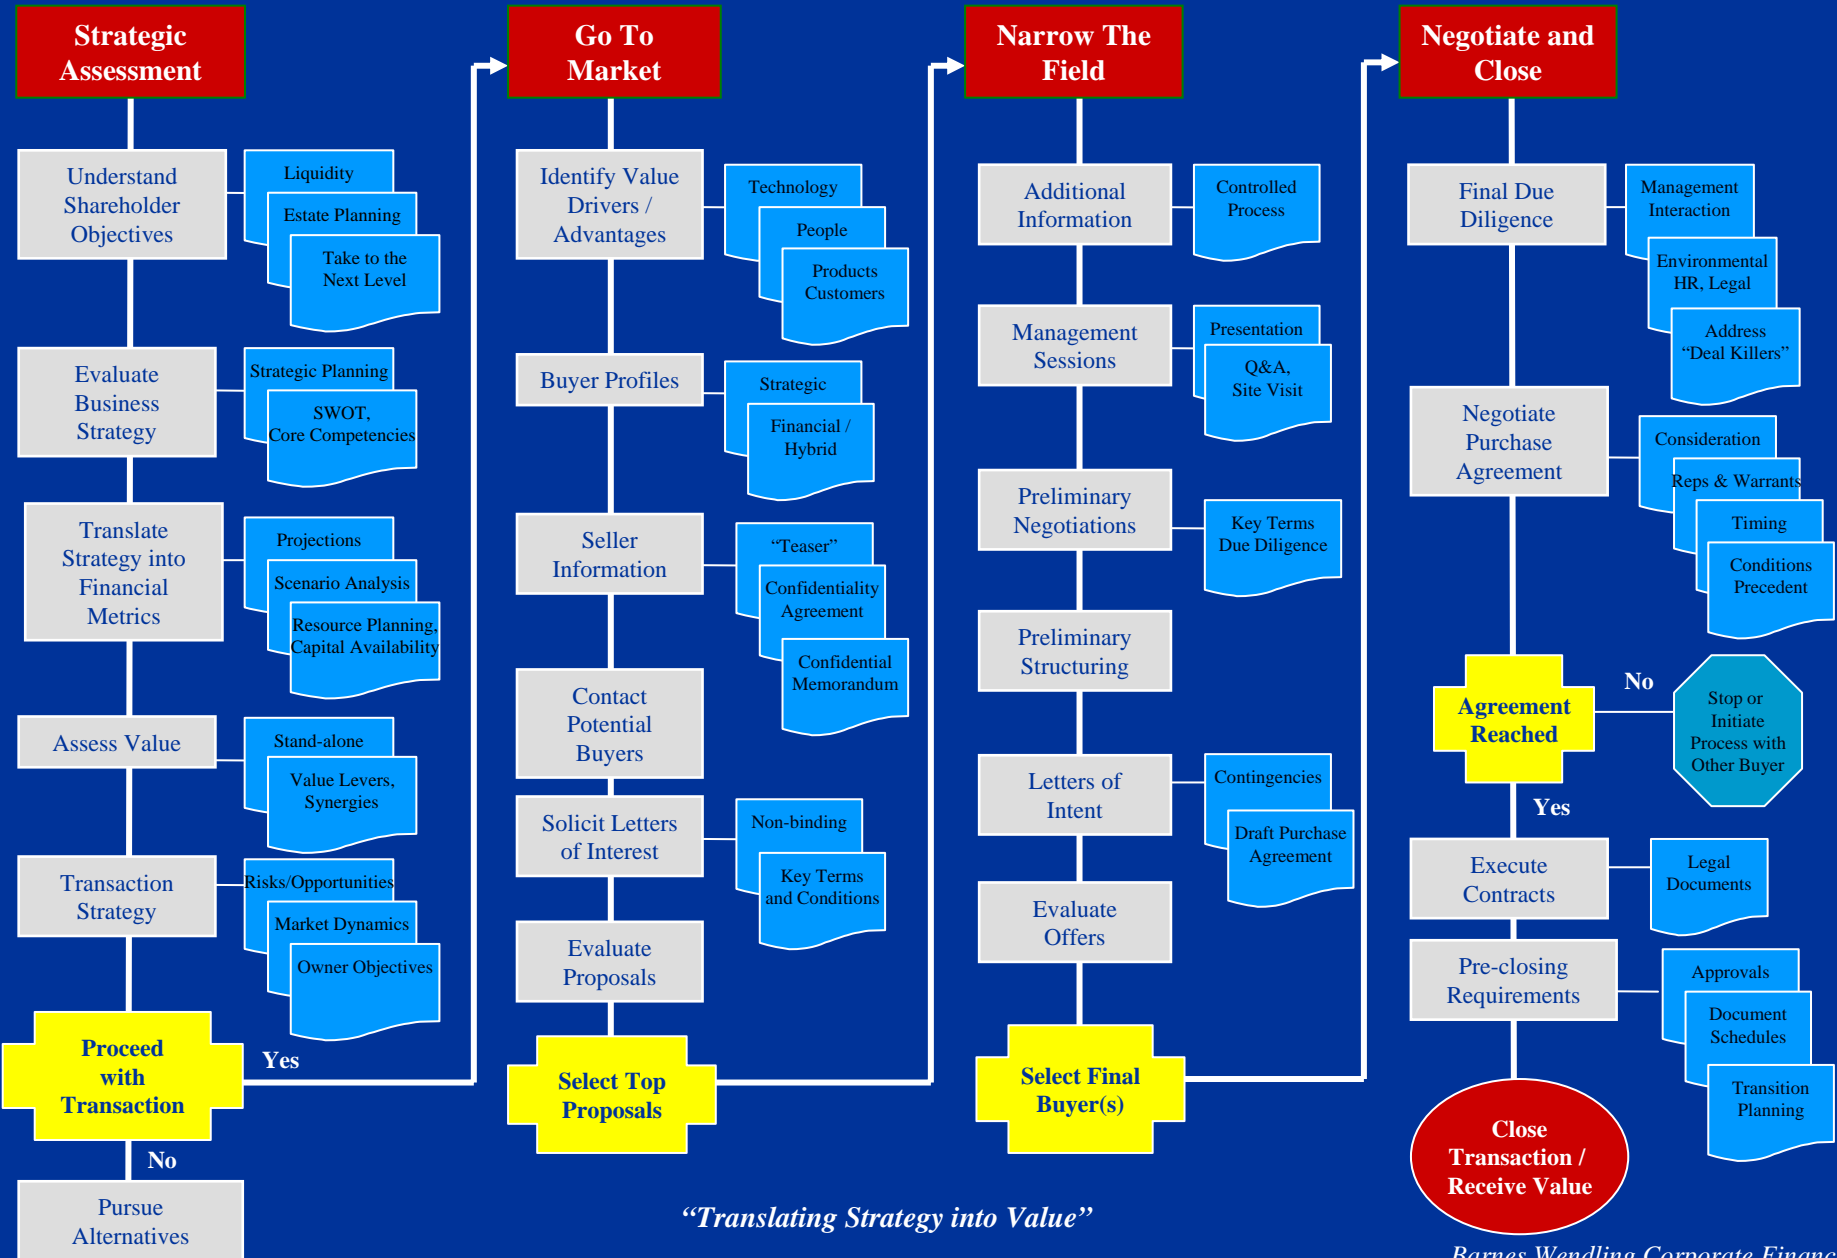 Strategic
Assessment
Understand
Shareholder
Objectives
Liquidity
Estate Planning
Take to the
Next Level
Evaluate
Business
Strategy
Strategic Planning
SWOT,
Core Competencies
Translate
Strategy into
Financial
Metrics
Projections
Scenario Analysis
Resource Planning,
Capital Availability
Assess Value
Stand-alone
Value Levers,
Synergies
Transaction
Strategy
Risks/Opportunities
Market Dynamics
Owner Objectives
Proceed
with
Transaction
Yes
No
Pursue
Alternatives
Go To
Market
Identify Value
Drivers /
Advantages
Technology
People
Products
Customers
Buyer Profiles
Strategic
Financial /
Hybrid
Seller
Information
“Teaser”
Confidentiality
Agreement
Confidential
Memorandum
Contact
Potential
Buyers
Solicit Letters
of Interest
Non-binding
Key Terms
and Conditions
Evaluate
Proposals
Select Top
Proposals
Narrow The
Field
Additional
Information
Controlled
Process
Management
Sessions
Presentation
Q&A,
Site Visit
Preliminary
Negotiations
Key Terms
Due Diligence
Preliminary
Structuring
Letters of
Intent
Contingencies
Draft Purchase
Agreement
Evaluate
Offers
Select Final
Buyer(s)
Negotiate and
Close
Final Due
Diligence
Management
Interaction
Environmental
HR, Legal
Address
“Deal Killers”
Negotiate
Purchase
Agreement
Consideration
Reps & Warrants
Timing
Conditions
Precedent
Agreement
Reached
No
Stop or
Initiate
Process with
Other Buyer
Yes
Execute
Contracts
Legal
Documents
Pre-closing
Requirements
Approvals
Document
Schedules
Transition
Planning
Close
Transaction /
Receive Value
“Translating Strategy into Value”
Barnes Wendling Corporate Financ